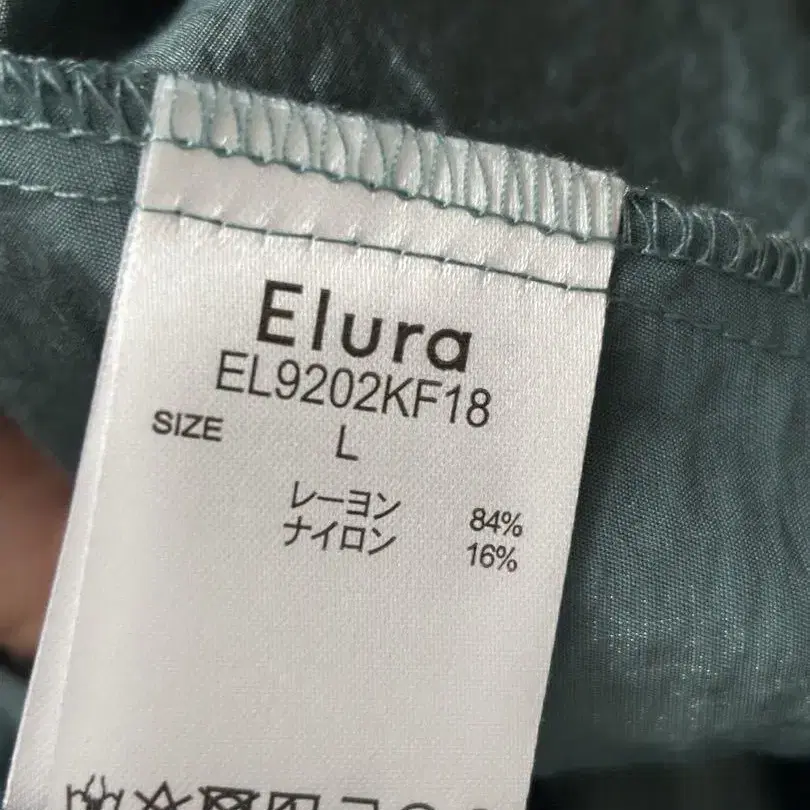 Elura
EL9202KF18
SIZE L
レーヨン 84%
ナイロン 16%